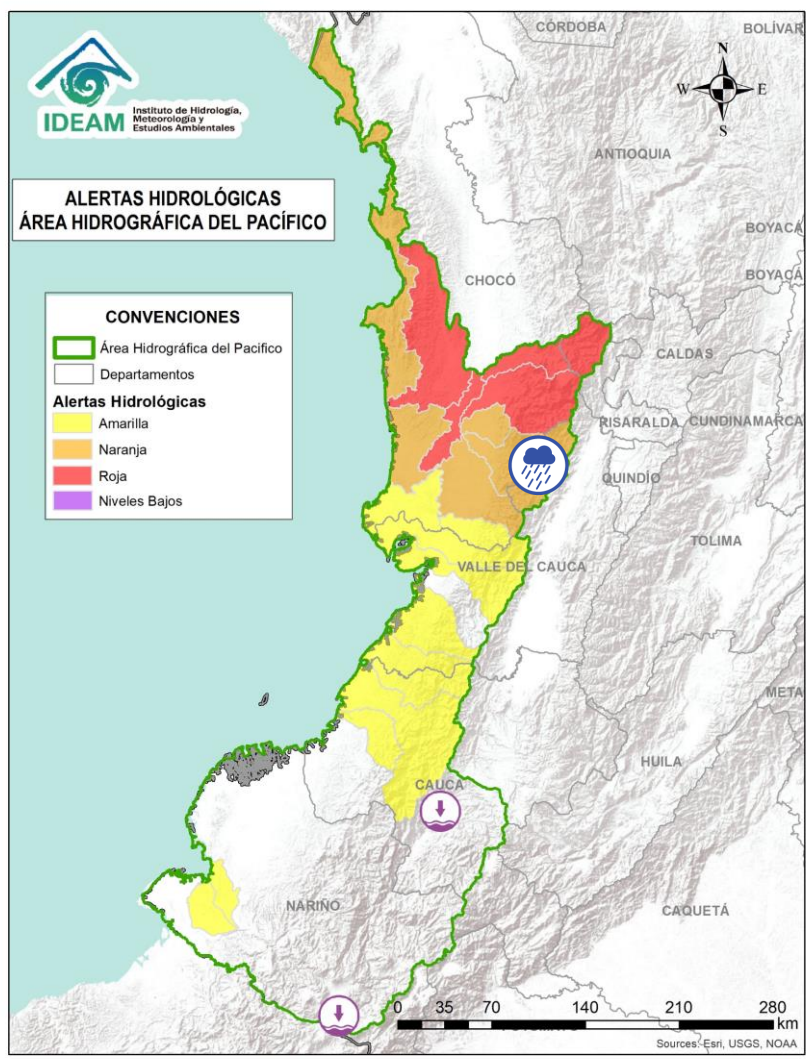 CÓRDOBA
BOLÍVAR
N
W
E
S
IDEAM
Instituto de Hidrología,
Meteorología y
Estudios Ambientales
ANTIOQUIA
ALERTAS HIDROLÓGICAS
ÁREA HIDROGRÁFICA DEL PACÍFICO
BOYACÁ
BOYACÁ
CHOCÓ
CONVENCIONES
Área Hidrográfica del Pacifico
Departamentos
Alertas Hidrológicas
Amarilla
Naranja
Roja
Niveles Bajos
CALDAS
RISARALDA
CUNDINAMARCA
QUINDÍO
TOLIMA
VALLE DEL CAUCA
META
HUILA
CAUCA
NARIÑO
CAQUETÁ
0 35 70 140 210 280
km
Sources: Esri, USGS, NOAA